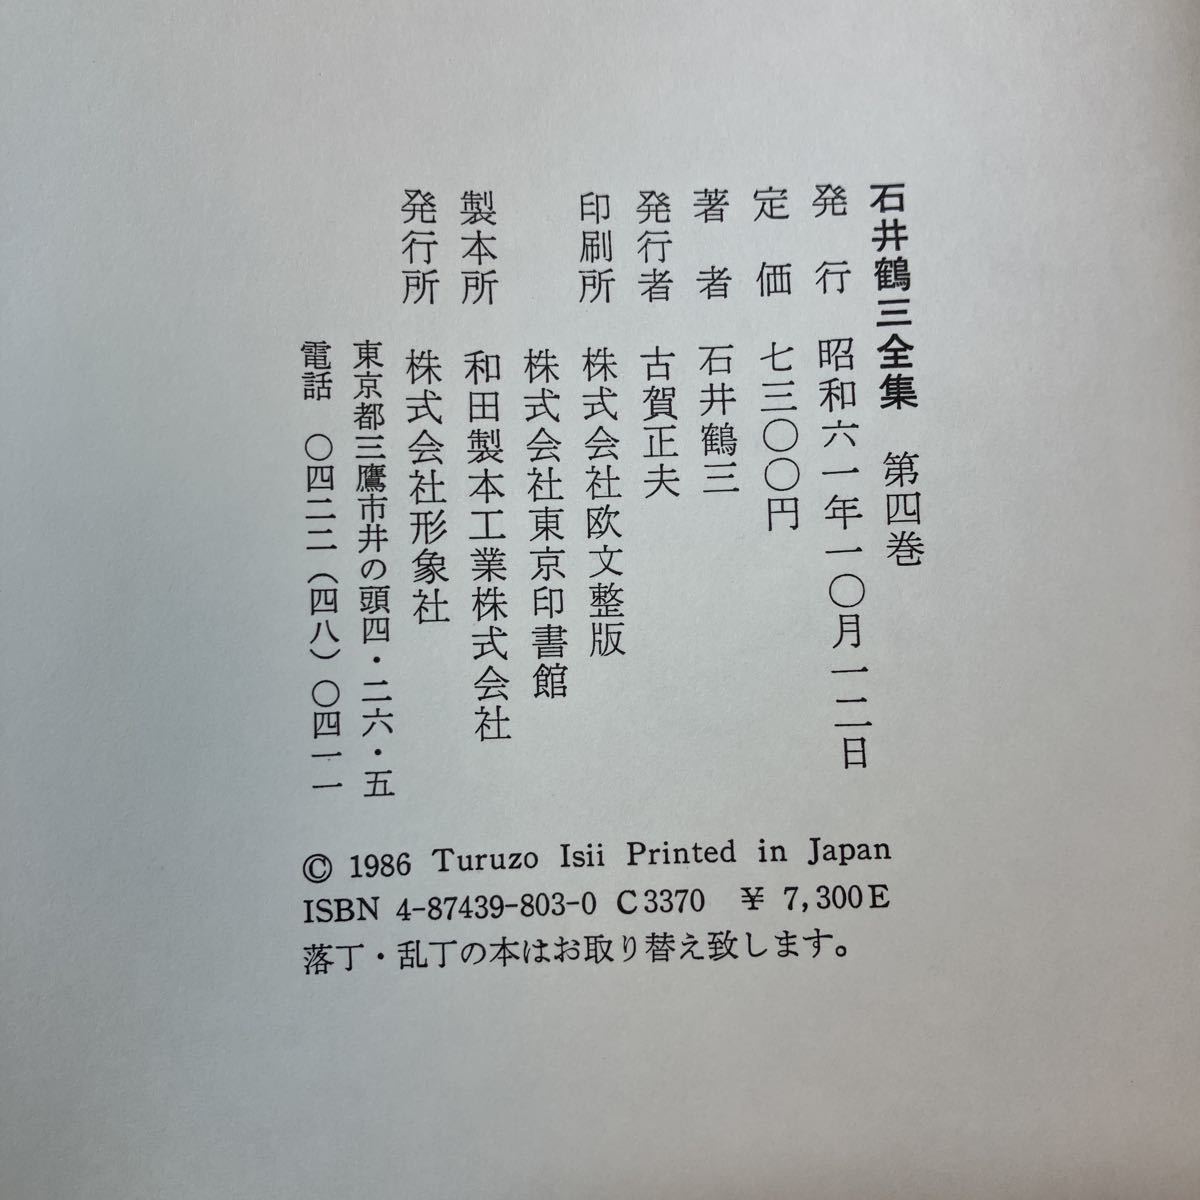 石井鶴三全集　第四巻
発行　昭和六一年一〇月一二日
定価　七三〇〇円
著者　石井鶴三
発行者　古賀正夫
印刷所　株式会社欧文整版
株式会社東京印書館
製本所　和田製本工業株式会社
発行所　株式会社形象社
東京都三鷹市井の頭四・二六・五
電話　〇四二二（四八）〇四一一
© 1986 Turuzo Isii Printed in Japan
ISBN 4-87439-803-0 C3370 ¥ 7,300E
落丁・乱丁の本はお取り替え致します。